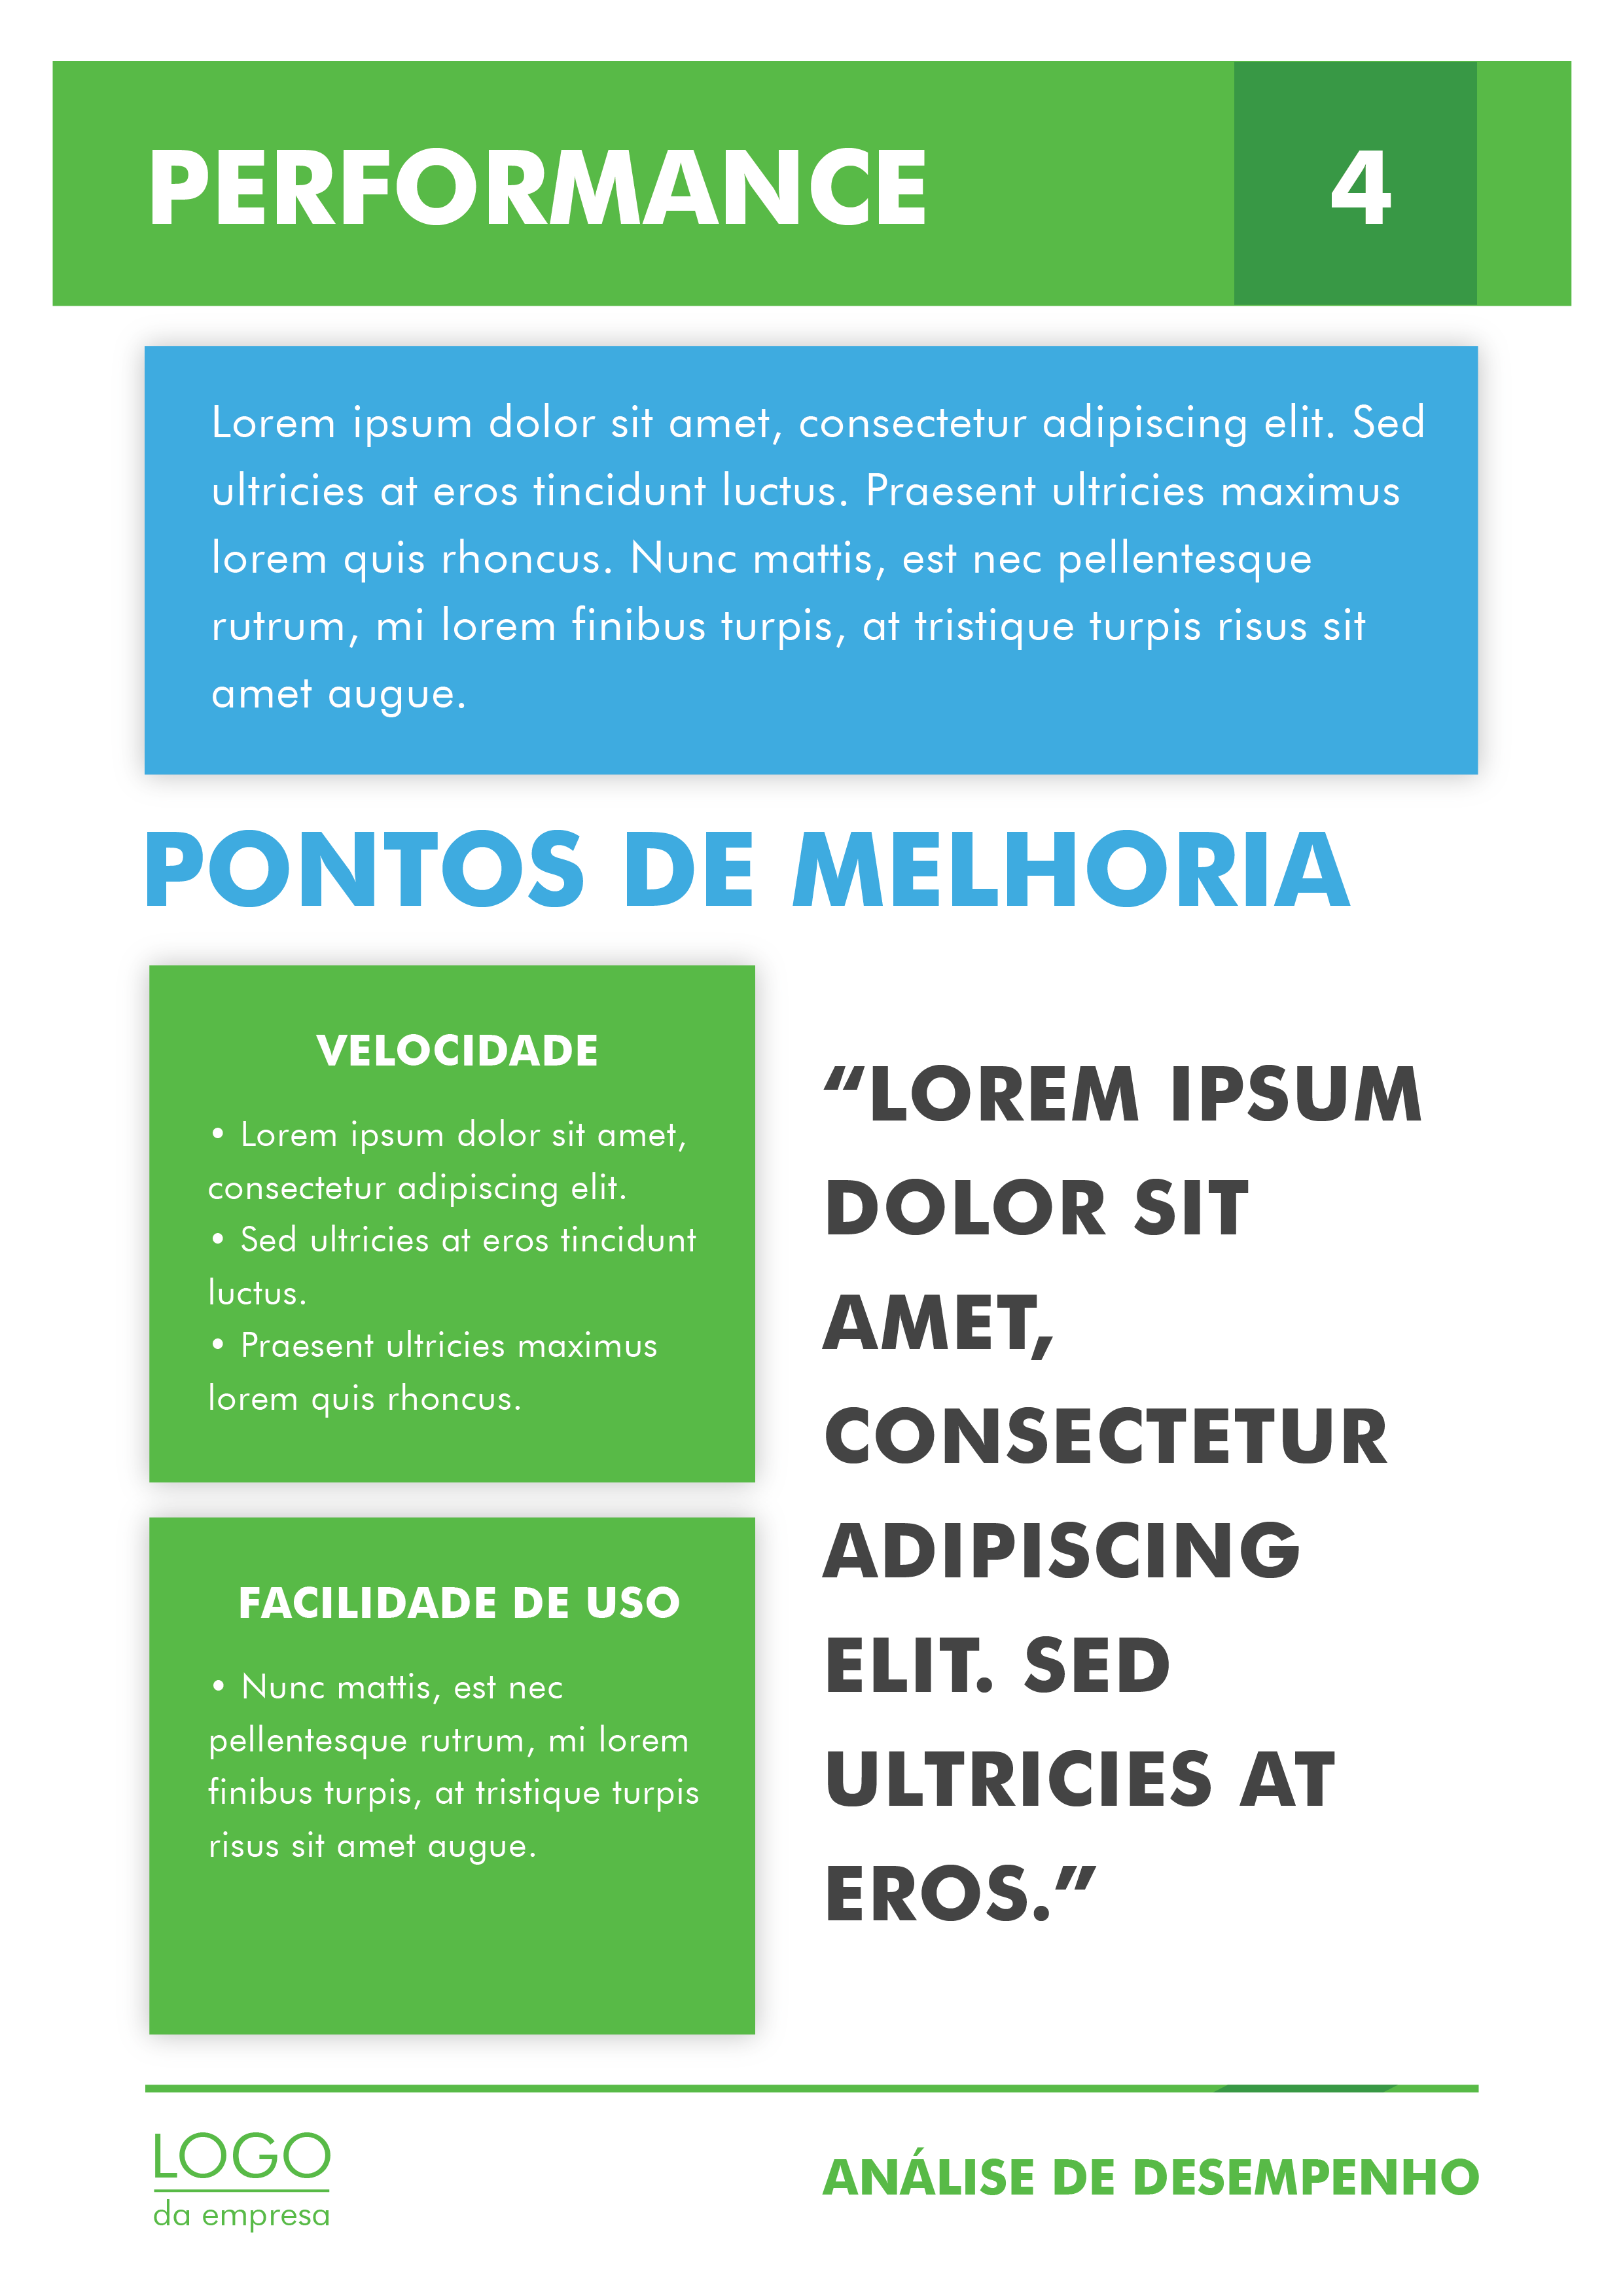 PERFORMANCE
4
Lorem ipsum dolor sit amet, consectetur adipiscing elit. Sed
ultricies at eros tincidunt luctus. Praesent ultricies maximus
lorem quis rhoncus. Nunc mattis, est nec pellentesque
rutrum, mi lorem finibus turpis, at tristique turpis risus sit
amet augue.
PONTOS DE MELHORIA
VELOCIDADE
• Lorem ipsum dolor sit amet,
consectetur adipiscing elit.
• Sed ultricies at eros tincidunt
luctus.
• Praesent ultricies maximus
lorem quis rhoncus.
FACILIDADE DE USO
• Nunc mattis, est nec
pellentesque rutrum, mi lorem
finibus turpis, at tristique turpis
risus sit amet augue.
“LOREM IPSUM
DOLOR SIT
AMET,
CONSECTETUR
ADIPISCING
ELIT. SED
ULTRICIES AT
EROS.”
LOGO
da empresa
ANÁLISE DE DESEMPENHO